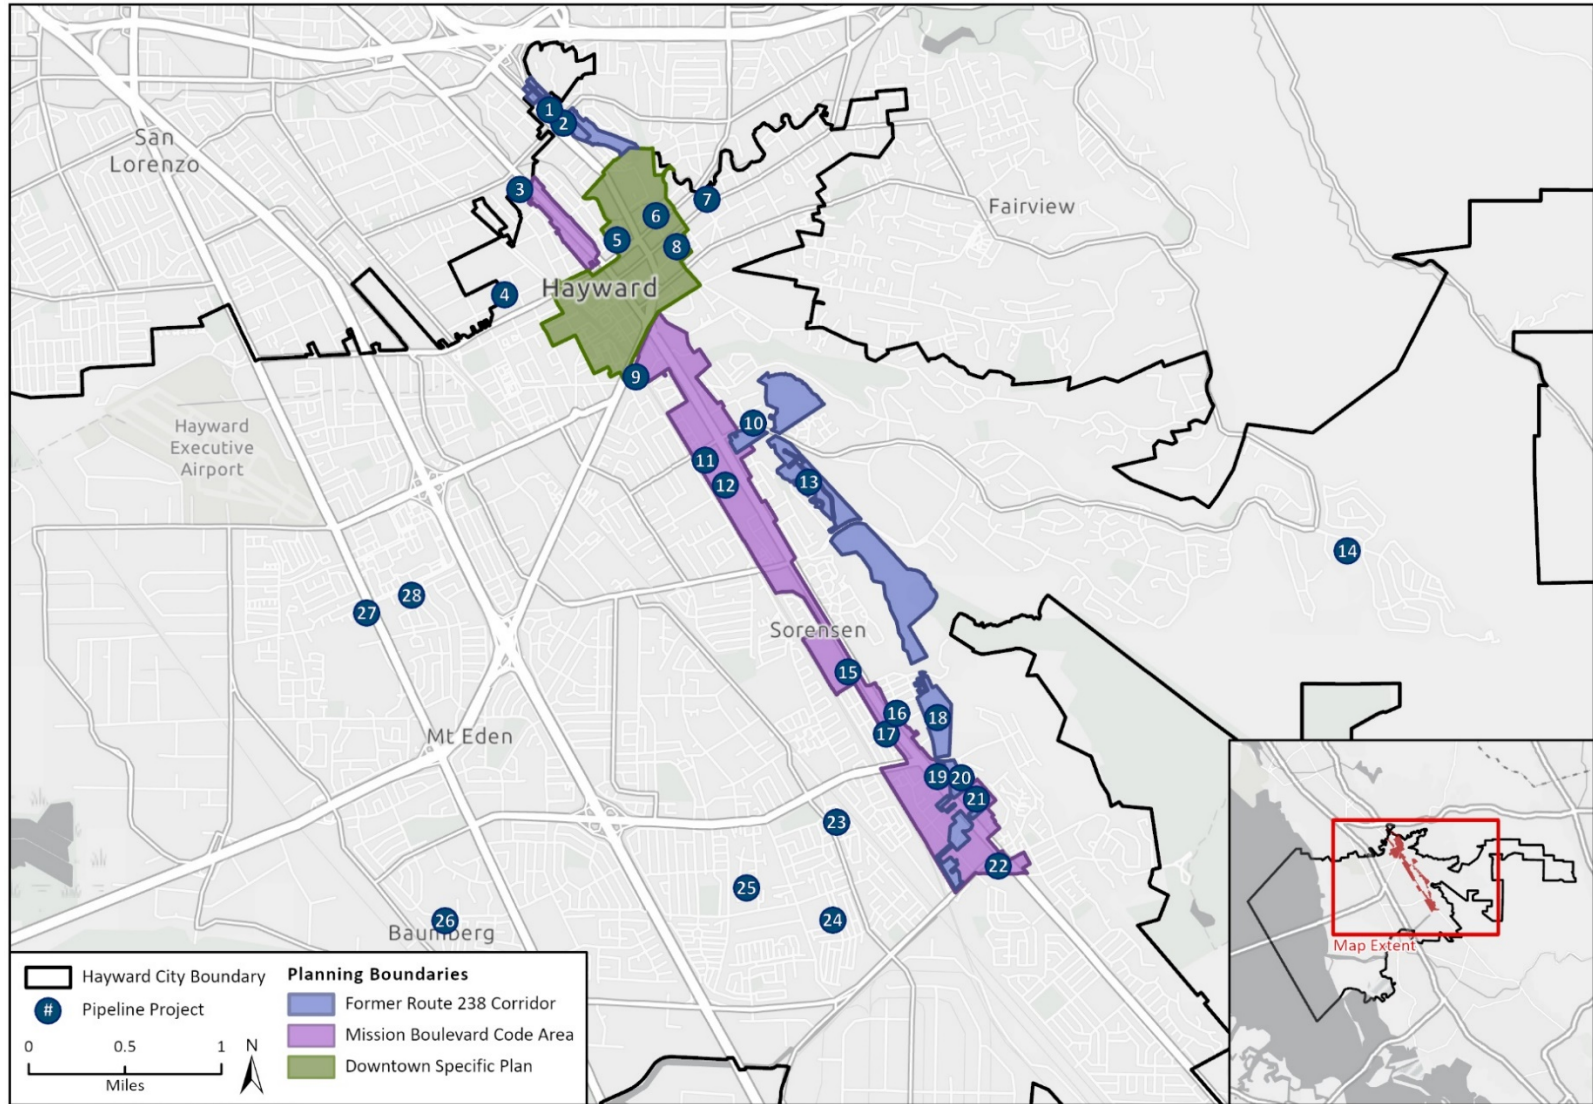 San
Lorenzo
1
2
3
7
Fairview
6
5
8
4
Hayward
9
Hayward
Executive
Airport
10
11
12
13
14
28
27
Sorensen
15
16
18
17
Mt Eden
19
20
21
23
22
25
24
26
Baumberg
Hayward City Boundary
# Pipeline Project
0 0.5 1
Miles
N
Planning Boundaries
Former Route 238 Corridor
Mission Boulevard Code Area
Downtown Specific Plan
Map Extent